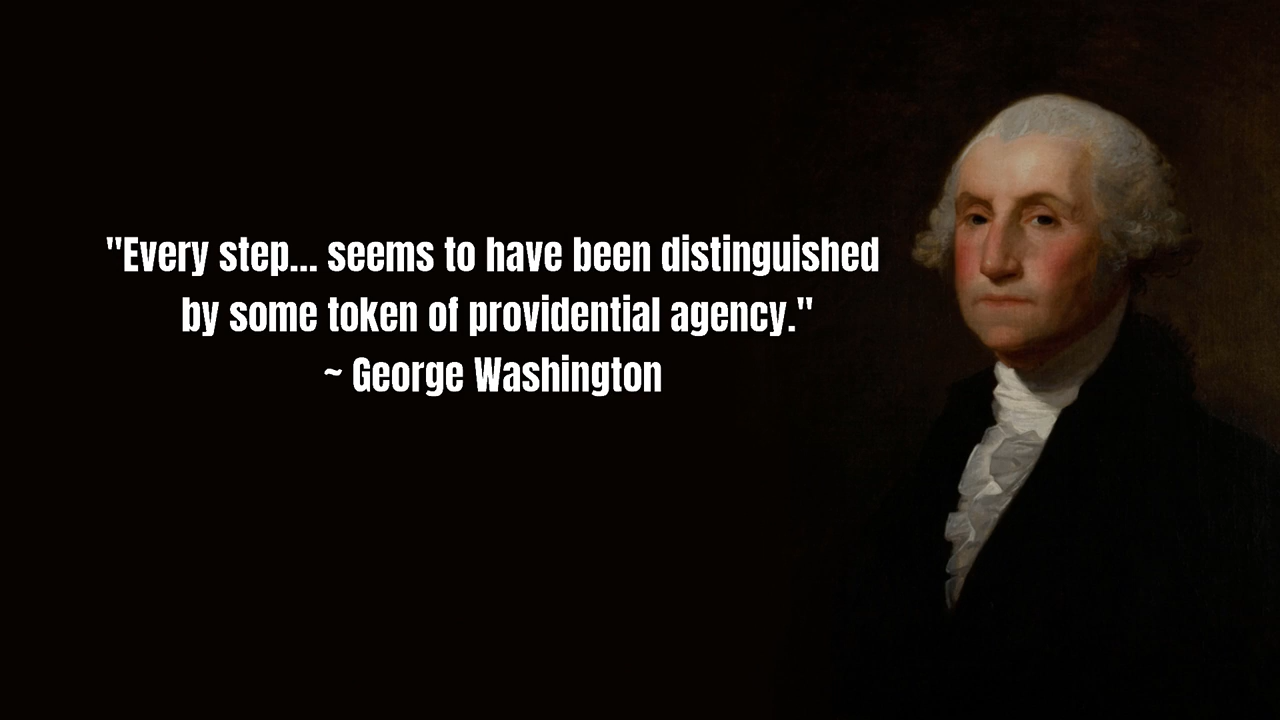 "Every step... seems to have been distinguished
by some token of providential agency."
~ George Washington